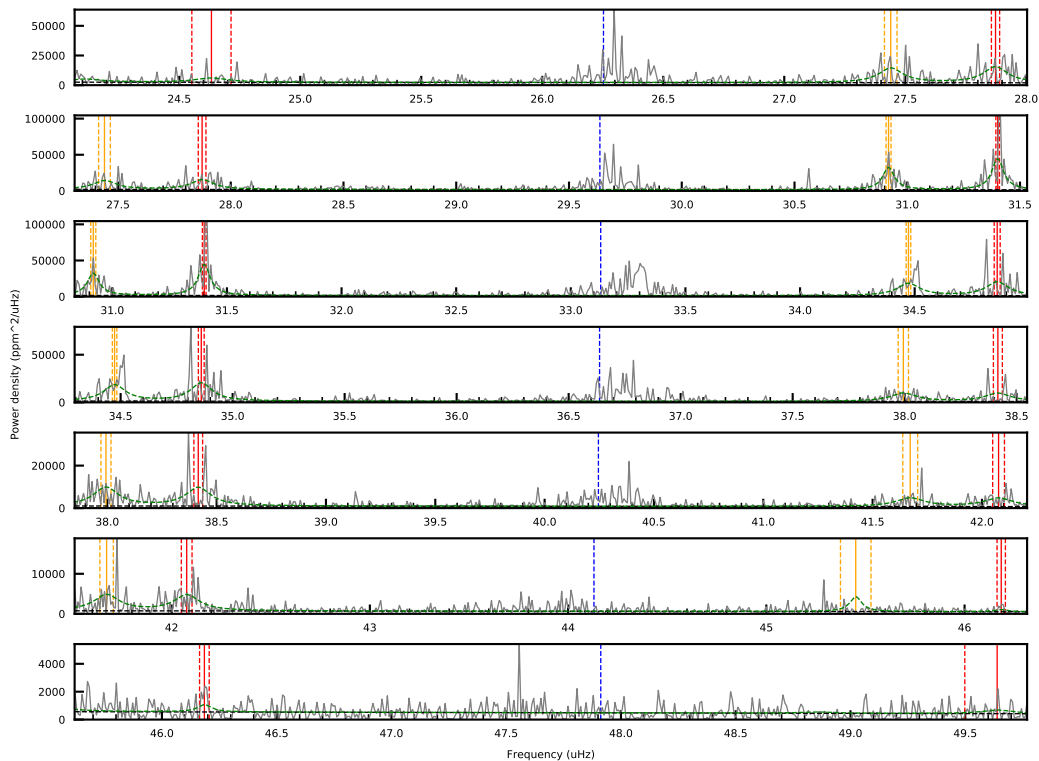 50000
25000
0
24.5 25.0 25.5 26.0 26.5 27.0 27.5 28.0
100000
50000
0
27.5 28.0 28.5 29.0 29.5 30.0 30.5 31.0 31.5
100000
50000
0
31.0 31.5 32.0 32.5 33.0 33.5 34.0 34.5
50000
0
34.5 35.0 35.5 36.0 36.5 37.0 37.5 38.0 38.5
Power density (ppm^2/uHz)
20000
0
38.0 38.5 39.0 39.5 40.0 40.5 41.0 41.5 42.0
10000
0
42 43 44 45 46
4000
2000
0
46.0 46.5 47.0 47.5 48.0 48.5 49.0 49.5
Frequency (uHz)